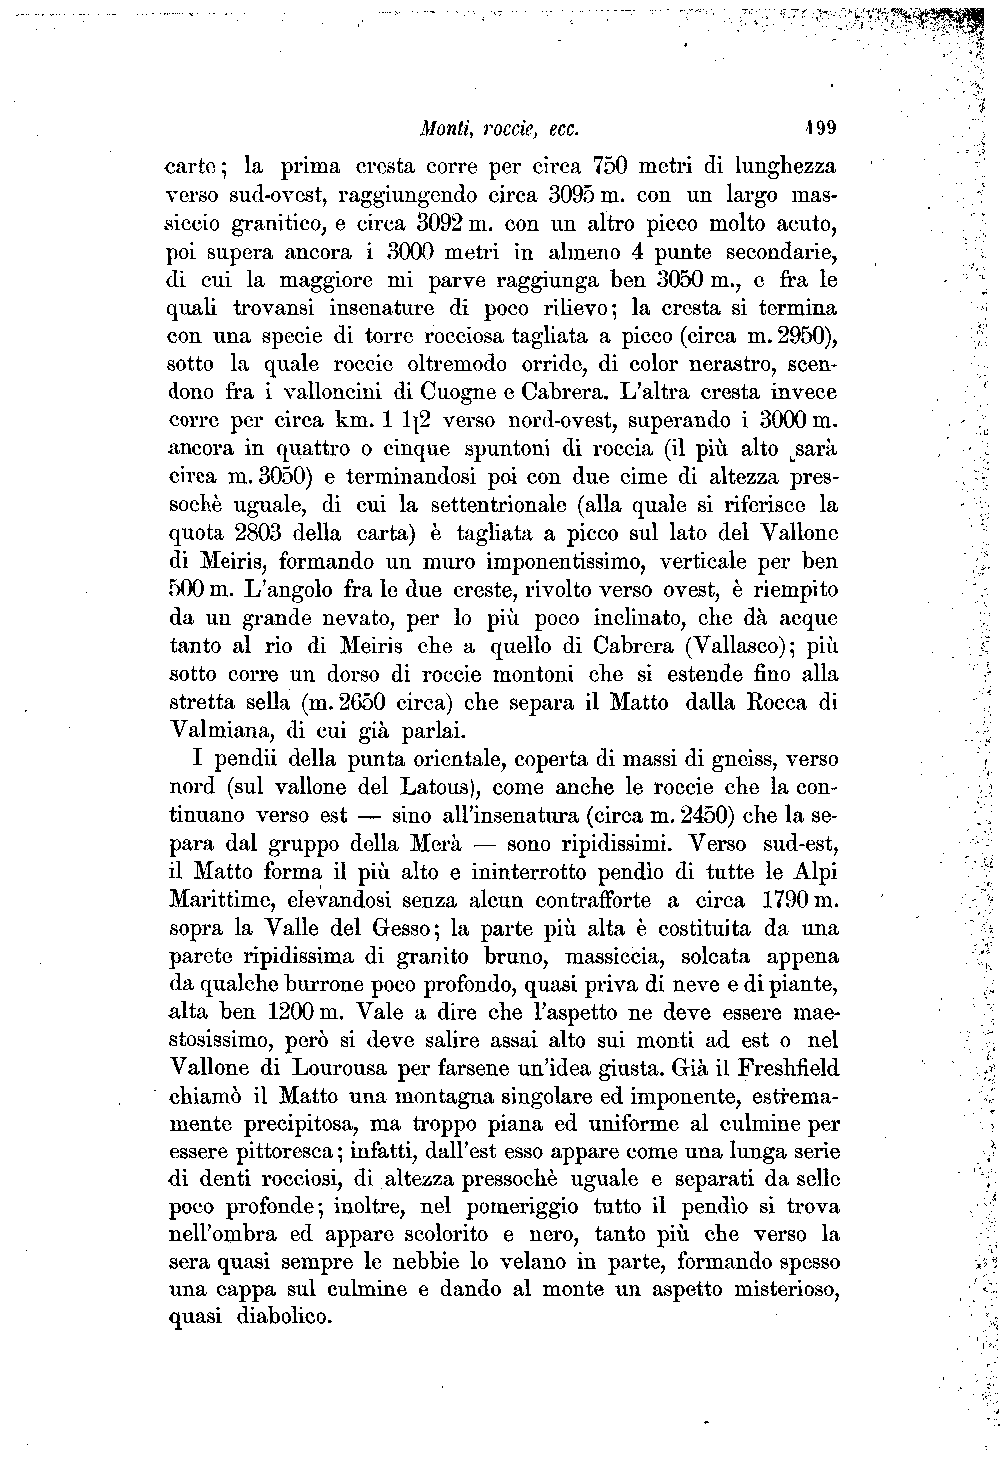 Monti, roccie, ecc. 199
carte; la prima cresta corre per circa 750 metri di lunghezza
verso sud-ovest, raggiungendo circa 3095 m. con un largo mas-
siccio granitico, e circa 3092 m. con un altro picco molto acuto,
poi supera ancora i 3000 metri in almeno 4 punte secondarie,
di cui la maggiore mi parve raggiunga ben 3050 m., e fra le
quali trovansi insenature di poco rilievo; la cresta si termina
con una specie di torre rocciosa tagliata a picco (circa m. 2950),
sotto la quale roccie oltremodo orride, di color nerastro, scen-
dono fra i valloncini di Cuogne e Cabrera. L'altra cresta invece
corre per circa km. 1 1|2 verso nord-ovest, superando i 3000 m.
ancora in quattro o cinque spuntoni di roccia (il più alto sarà
circa m. 3050) e terminandosi poi con due cime di altezza pres-
sochè uguale, di cui la settentrionale (alla quale si riferisce la
quota 2803 della carta) è tagliata a picco sul lato del Vallone
di Meiris, formando un muro imponentissimo, verticale per ben
500 m. L'angolo fra le due creste, rivolto verso ovest, è riempito
da un grande nevato, per lo più poco inclinato, che dà acque
tanto al rio di Meiris che a quello di Cabrera (Vallasco); più
sotto corre un dorso di roccie montoni che si estende fino alla
stretta sella (m. 2650 circa) che separa il Matto dalla Rocca di
Valmiana, di cui già parlai.
I pendii della punta orientale, coperta di massi di gneiss, verso
nord (sul vallone del Latous), come anche le roccie che la con-
tinuano verso est — sino all'insenatura (circa m. 2450) che la se-
para dal gruppo della Merà — sono ripidissimi. Verso sud-est,
il Matto forma il più alto e ininterrotto pendìo di tutte le Alpi
Marittime, elevandosi senza alcun contrafforte a circa 1790 m.
sopra la Valle del Gesso; la parte più alta è costituita da una
parete ripidissima di granito bruno, massiccia, solcata appena
da qualche burrone poco profondo, quasi priva di neve e di piante,
alta ben 1200 m. Vale a dire che l'aspetto ne deve essere mae-
stosissimo, però si deve salire assai alto sui monti ad est o nel
Vallone di Lourousa per farsene un'idea giusta. Già il Freshfield
chiamò il Matto una montagna singolare ed imponente, estrema-
mente precipitosa, ma troppo piana ed uniforme al culmine per
essere pittoresca; infatti, dall'est esso appare come una lunga serie
di denti rocciosi, di altezza pressochè uguale e separati da selle
poco profonde; inoltre, nel pomeriggio tutto il pendìo si trova
nell'ombra ed appare scolorito e nero, tanto più che verso la
sera quasi sempre le nebbie lo velano in parte, formando spesso
una cappa sul culmine e dando al monte un aspetto misterioso,
quasi diabolico.